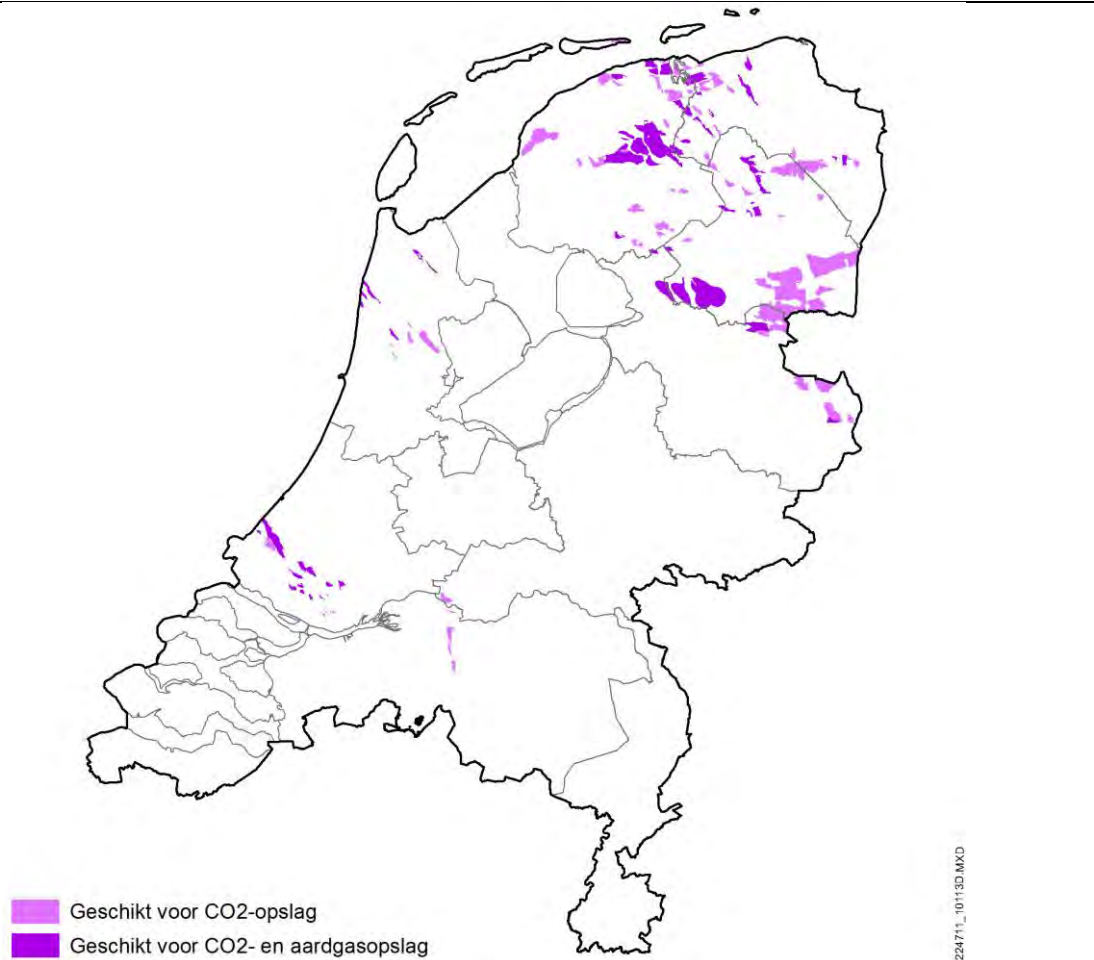 Geschikt voor CO2-opslag
Geschikt voor CO2- en aardgasopslag
224711_10113D.MXD